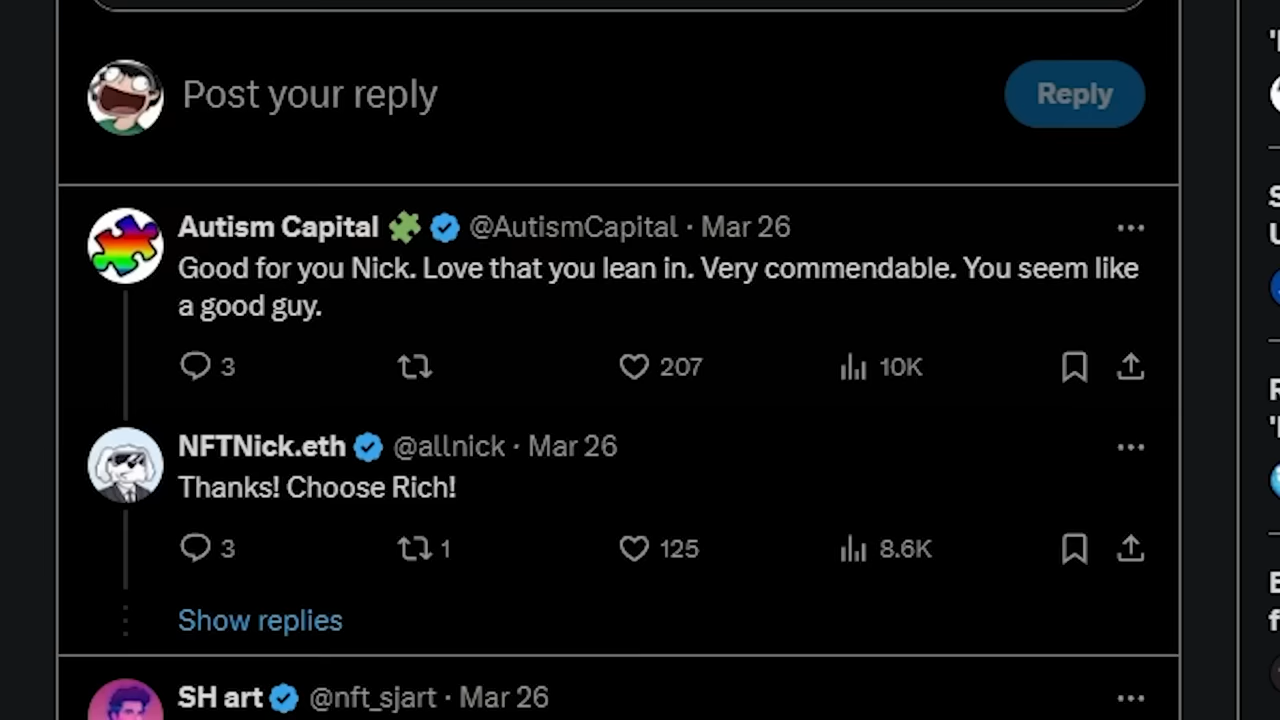 Post your reply
Reply
Autism Capital @AutismCapital · Mar 26
Good for you Nick. Love that you lean in. Very commendable. You seem like
a good guy.
3 207 10K
NFTNick.eth @allnick · Mar 26
Thanks! Choose Rich!
3 1 125 8.6K
Show replies
SH art @nft_sjart · Mar 26